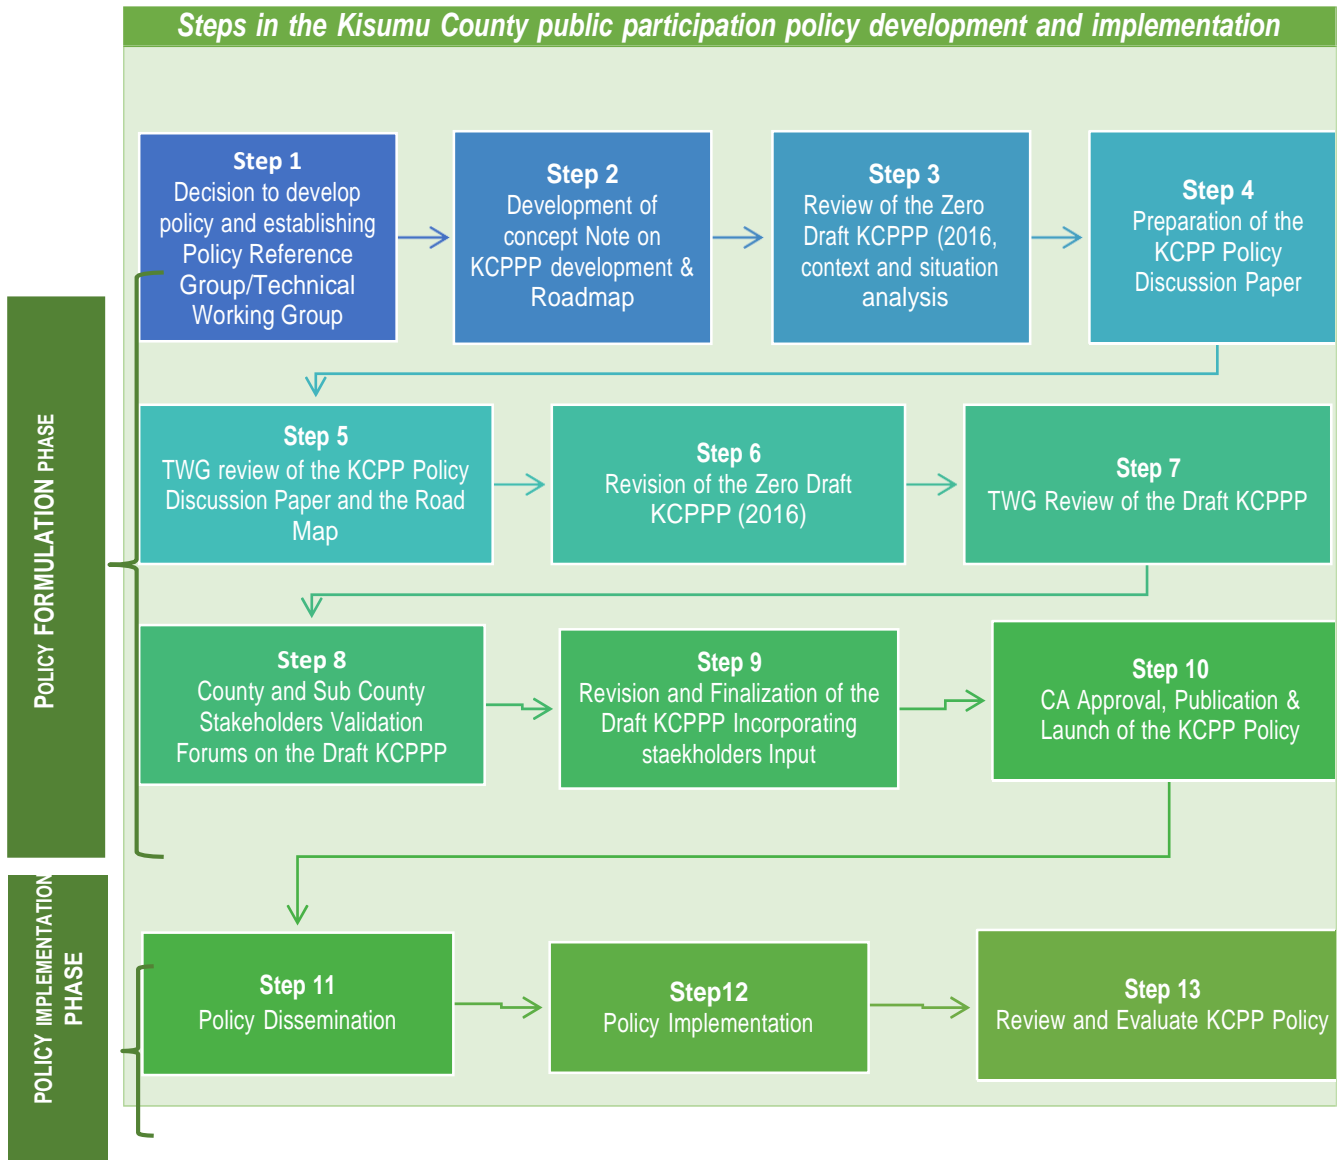 Steps in the Kisumu County public participation policy development and implementation
Step 1
Decision to develop
policy and establishing
Policy Reference
Group/Technical
Working Group
Step 2
Development of
concept Note on
KCPPP development &
Roadmap
Step 3
Review of the Zero
Draft KCPPP (2016,
context and situation
analysis
Step 4
Preparation of the
KCPP Policy
Discussion Paper
POLICY FORMULATION PHASE
Step 5
TWG review of the KCPP Policy
Discussion Paper and the Road
Map
Step 6
Revision of the Zero Draft
KCPPP (2016)
Step 7
TWG Review of the Draft KCPPP
Step 8
County and Sub County
Stakeholders Validation
Forums on the Draft KCPPP
Step 9
Revision and Finalization of the
Draft KCPPP Incorporating
staekholders Input
Step 10
CA Approval, Publication &
Launch of the KCPP Policy
POLICY IMPLEMENTATION
PHASE
Step 11
Policy Dissemination
Step12
Policy Implementation
Step 13
Review and Evaluate KCPP Policy